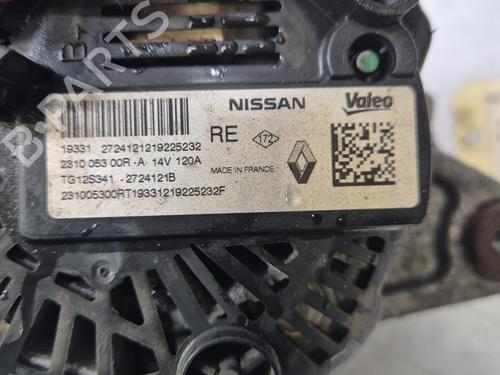 B+
B-PARTS
NISSAN Valeo
19331 2724121219225232
2310 053 00R -A- 14V 120A
RE 172
TG12S341 - 2724121B
MADE IN FRANCE
231005300RT19331219225232F